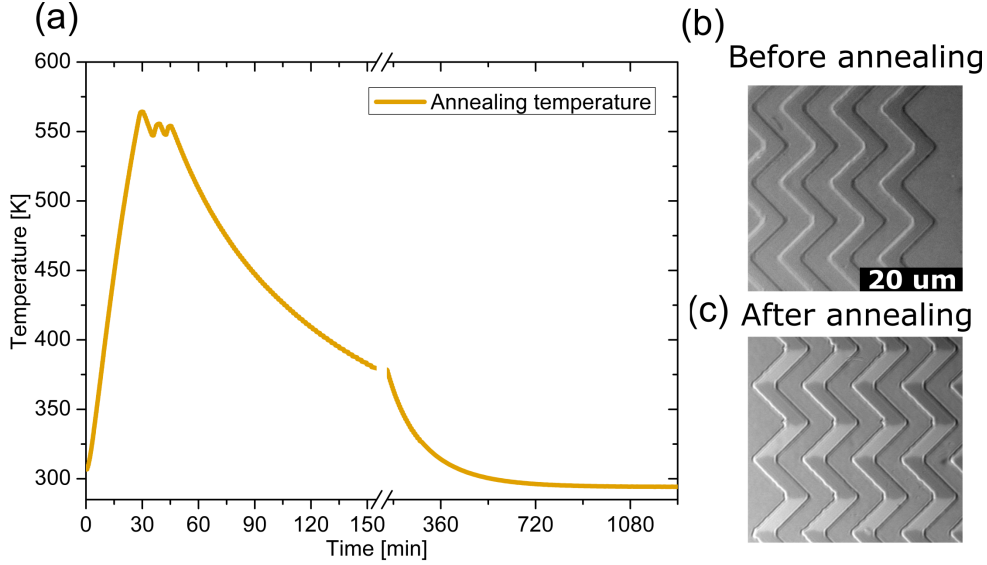 (a)
600
550
500
450
400
350
300
Temperature [K]
Annealing temperature
0
30
60
90
120
150
360
720
1080
Time [min]
(b)
Before annealing
20 um
(c)
After annealing